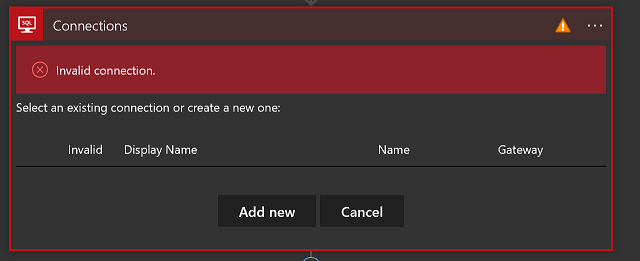 SQL
Connections
Invalid connection.
Select an existing connection or create a new one:
Invalid Display Name Name Gateway
Add new Cancel